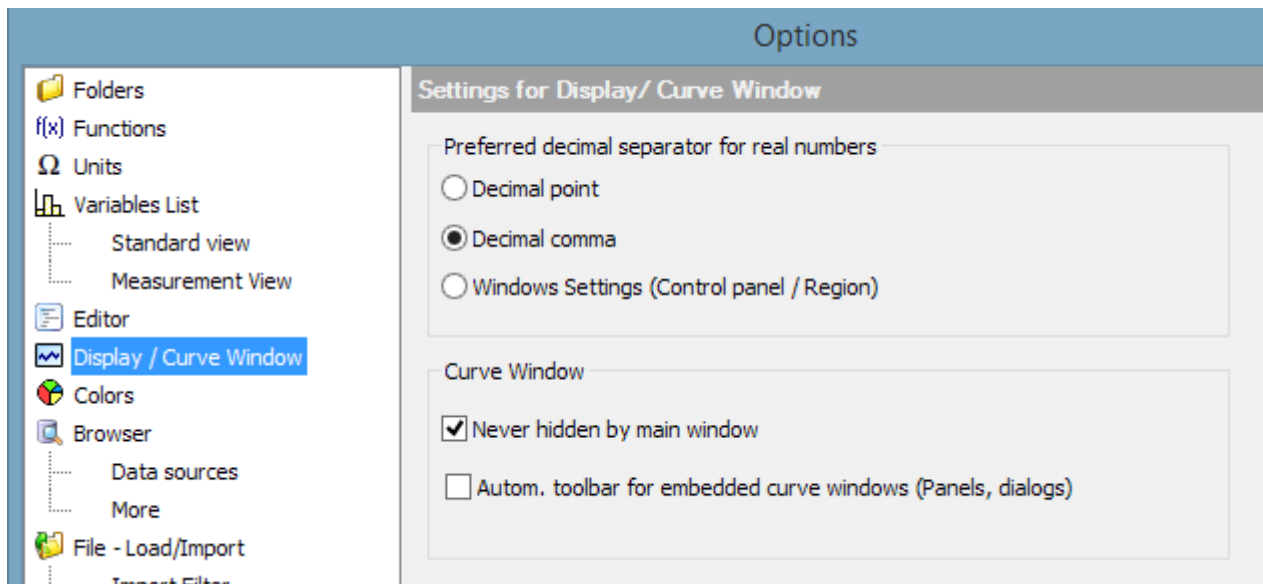 Options
Folders
f(x) Functions
Ω Units
Variables List
Standard view
Measurement View
Editor
Display / Curve Window
Colors
Browser
Data sources
More
File - Load/Import
Import Filter
Settings for Display/ Curve Window
Preferred decimal separator for real numbers
Decimal point
Decimal comma
Windows Settings (Control panel / Region)
Curve Window
Never hidden by main window
Autom. toolbar for embedded curve windows (Panels, dialogs)